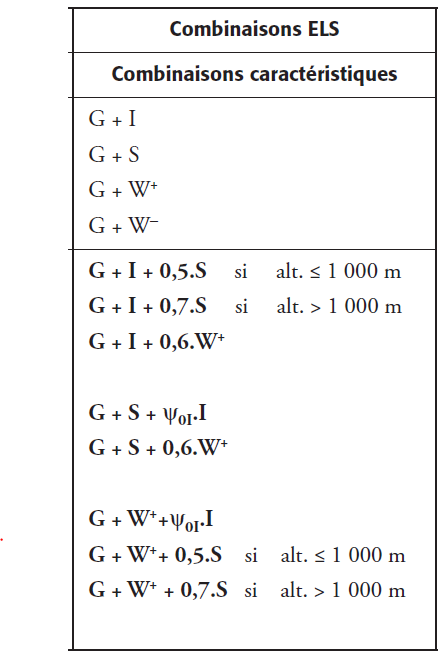 Combinaisons ELS
Combinaisons caractéristiques
G + I
G + S
G + W⁺
G + W⁻
G + I + 0,5.S si alt. ≤ 1 000 m
G + I + 0,7.S si alt. > 1 000 m
G + I + 0,6.W⁺
G + S + ψ₀I.I
G + S + 0,6.W⁺
G + W⁺+ψ₀I.I
G + W⁺+ 0,5.S si alt. ≤ 1 000 m
G + W⁺ + 0,7.S si alt. > 1 000 m